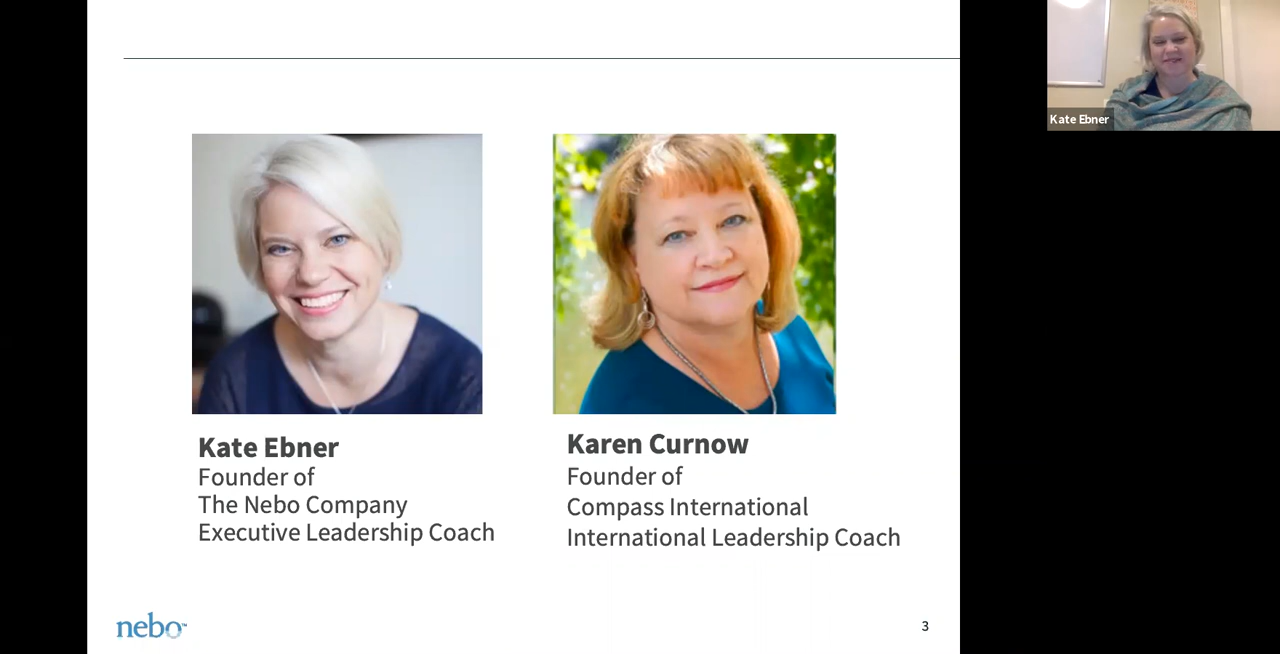 Kate Ebner
Kate Ebner
Founder of
The Nebo Company
Executive Leadership Coach
Karen Curnow
Founder of
Compass International
International Leadership Coach
nebo™
3